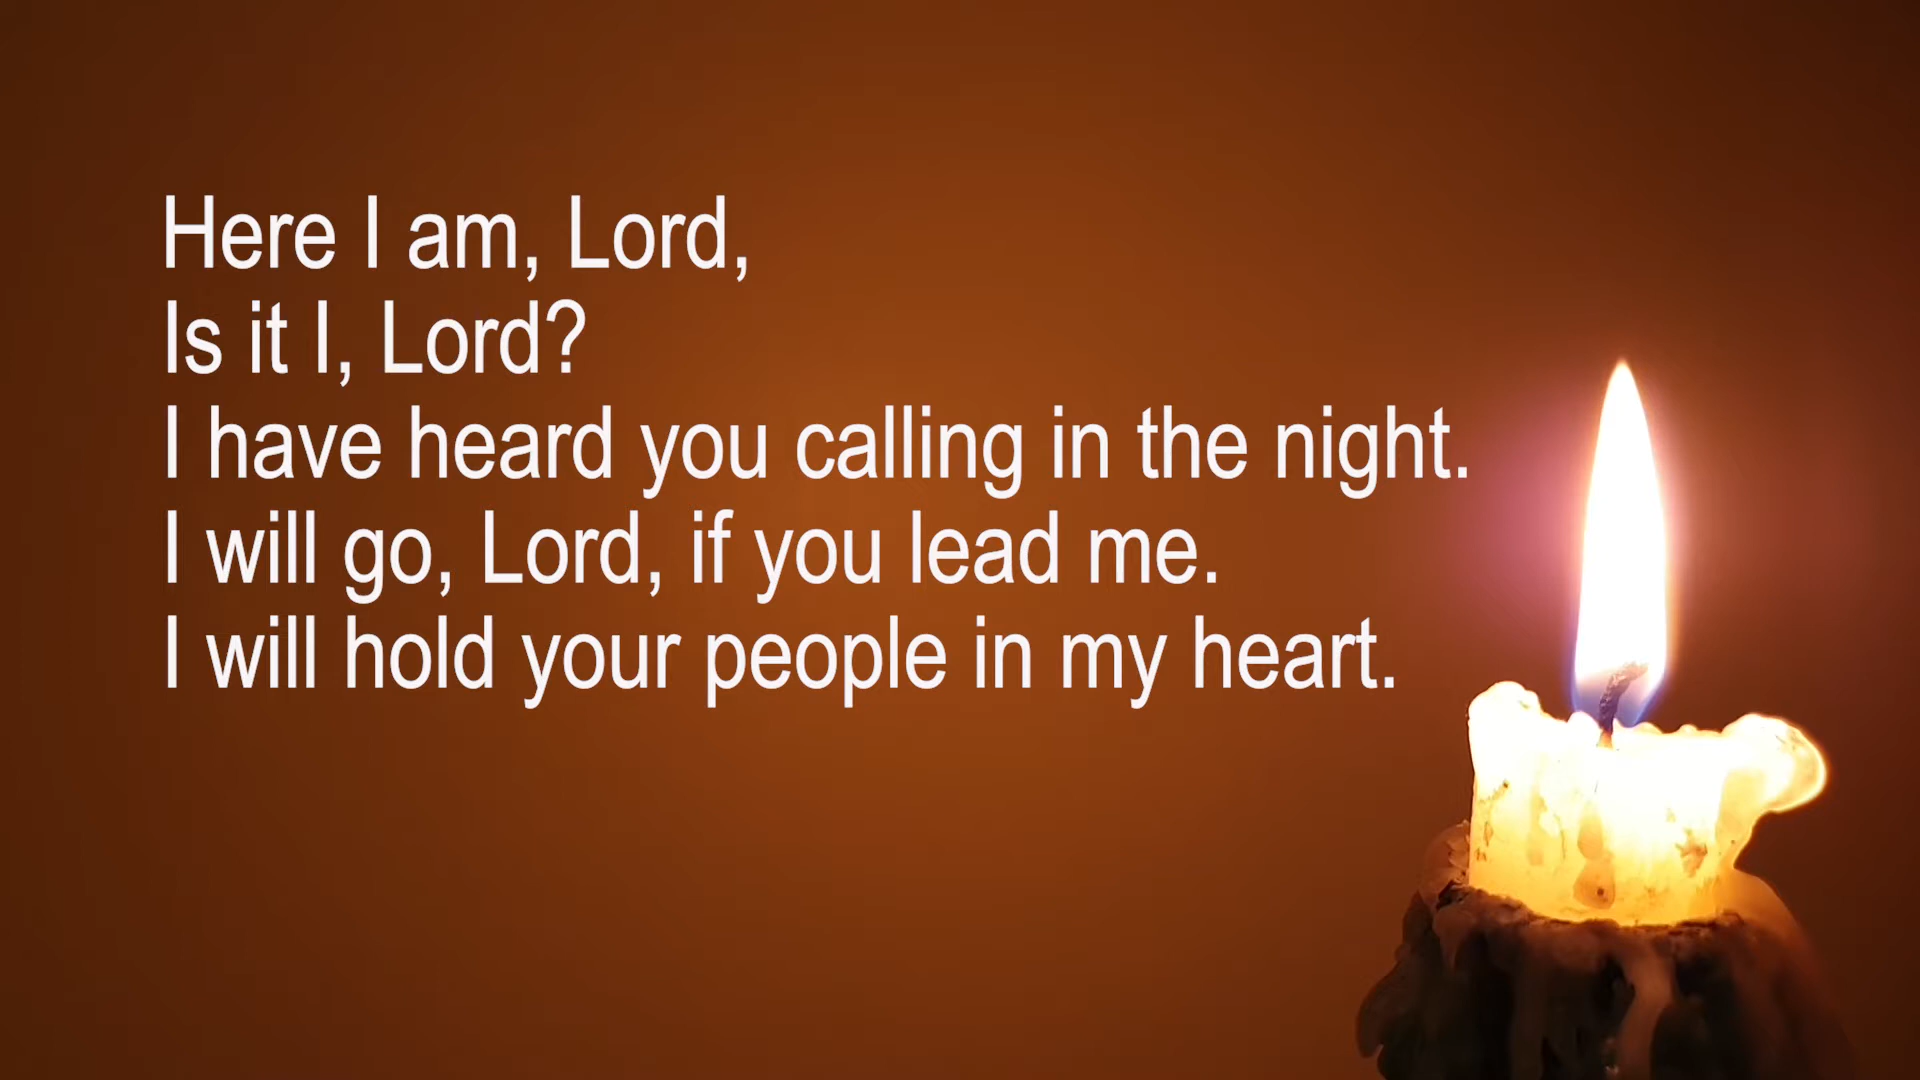 Here I am, Lord,
Is it I, Lord?
I have heard you calling in the night.
I will go, Lord, if you lead me.
I will hold your people in my heart.